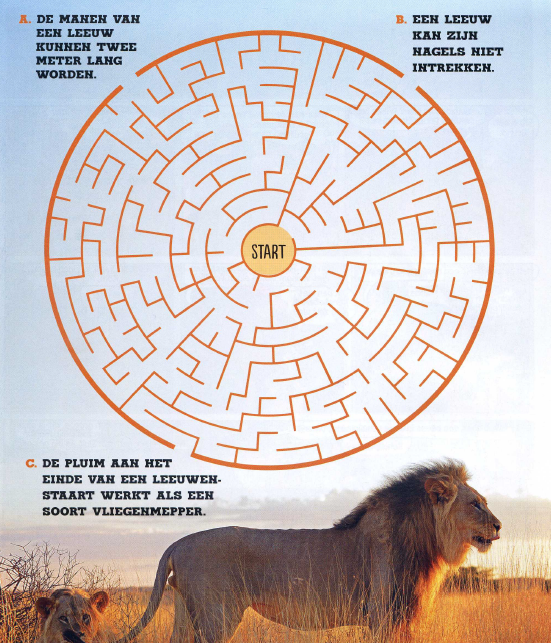 A. DE MANEN VAN
EEN LEEUW
KUNNEN TWEE
METER LANG
WORDEN.
B. EEN LEEUW
KAN ZIJN
NAGELS NIET
INTREKKEN.
START
C. DE PLUIM AAN HET
EINDE VAN EEN LEEUWEN-
STAART WERKT ALS EEN
SOORT VLIEGENMEPPER.